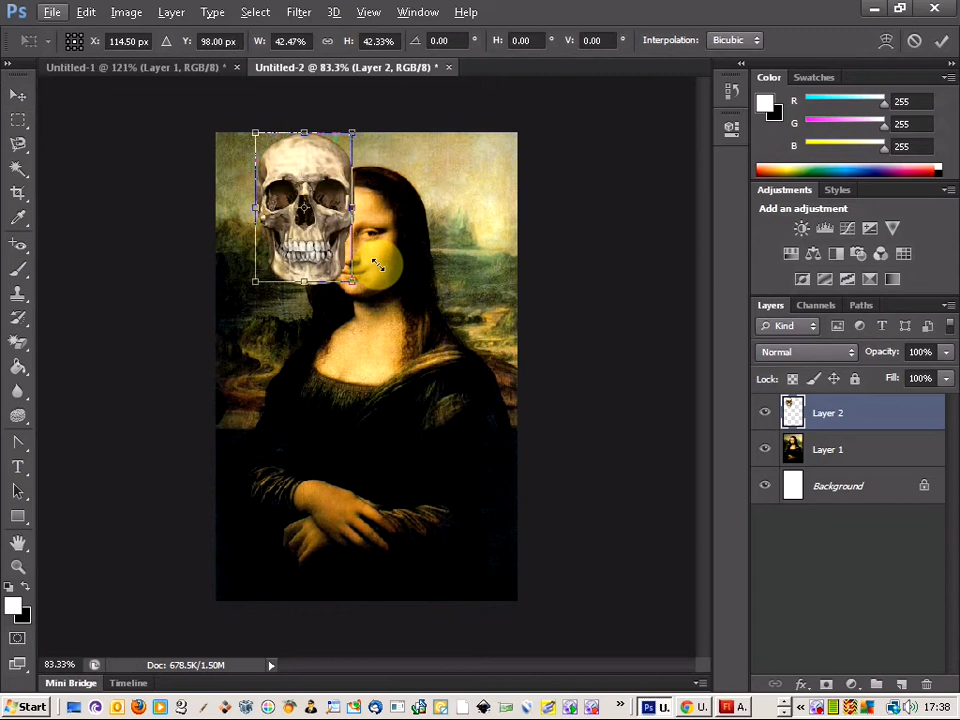 Ps File Edit Image Layer Type Select Filter 3D View Window Help
X: 114.50 px Y: 98.00 px W: 42.47% H: 42.33% 0.00 ° H: 0.00 ° V: 0.00 ° Interpolation: Bicubic
Untitled-1 @ 121% (Layer 1, RGB/8) * × Untitled-2 @ 83.3% (Layer 2, RGB/8) * ×
Color Swatches
R 255
G 255
B 255
Adjustments Styles
Add an adjustment
Layers Channels Paths
Kind
Normal Opacity: 100%
Lock: Fill: 100%
Layer 2
Layer 1
Background
83.33% Doc: 678.5K/1.50M
Mini Bridge Timeline
Start U. U. A. 17:38